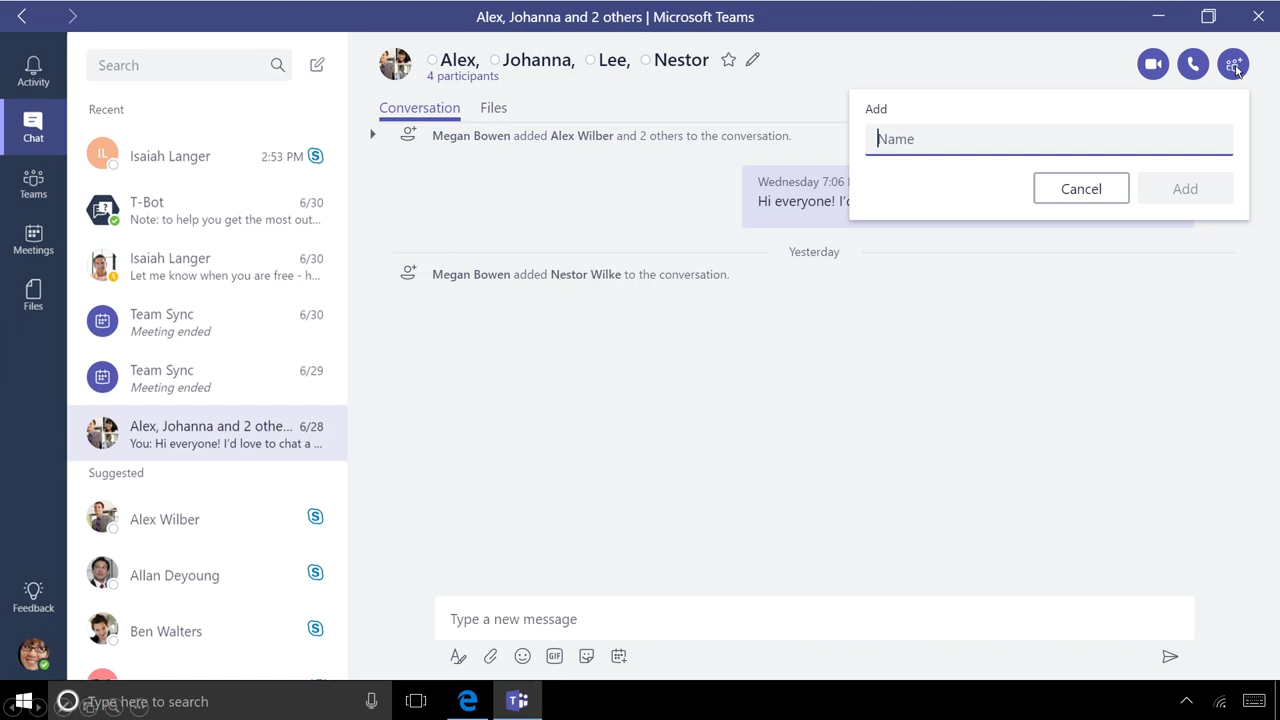 Alex, Johanna and 2 others | Microsoft Teams
Activity
Chat
Teams
Meetings
Files
Feedback
Search
Recent
IL
Isaiah Langer 2:53 PM
T-Bot 6/30
Note: to help you get the most out...
Isaiah Langer 6/30
Let me know when you are free - h...
Team Sync 6/30
Meeting ended
Team Sync 6/29
Meeting ended
Alex, Johanna and 2 othe... 6/28
You: Hi everyone! I'd love to chat a ...
Suggested
Alex Wilber
Allan Deyoung
Ben Walters
Alex, Johanna, Lee, Nestor
4 participants
Conversation Files
Megan Bowen added Alex Wilber and 2 others to the conversation.
Wednesday 7:06
Hi everyone! I'd
Yesterday
Megan Bowen added Nestor Wilke to the conversation.
Add
Name
Cancel Add
Type a new message
GIF
Type here to search